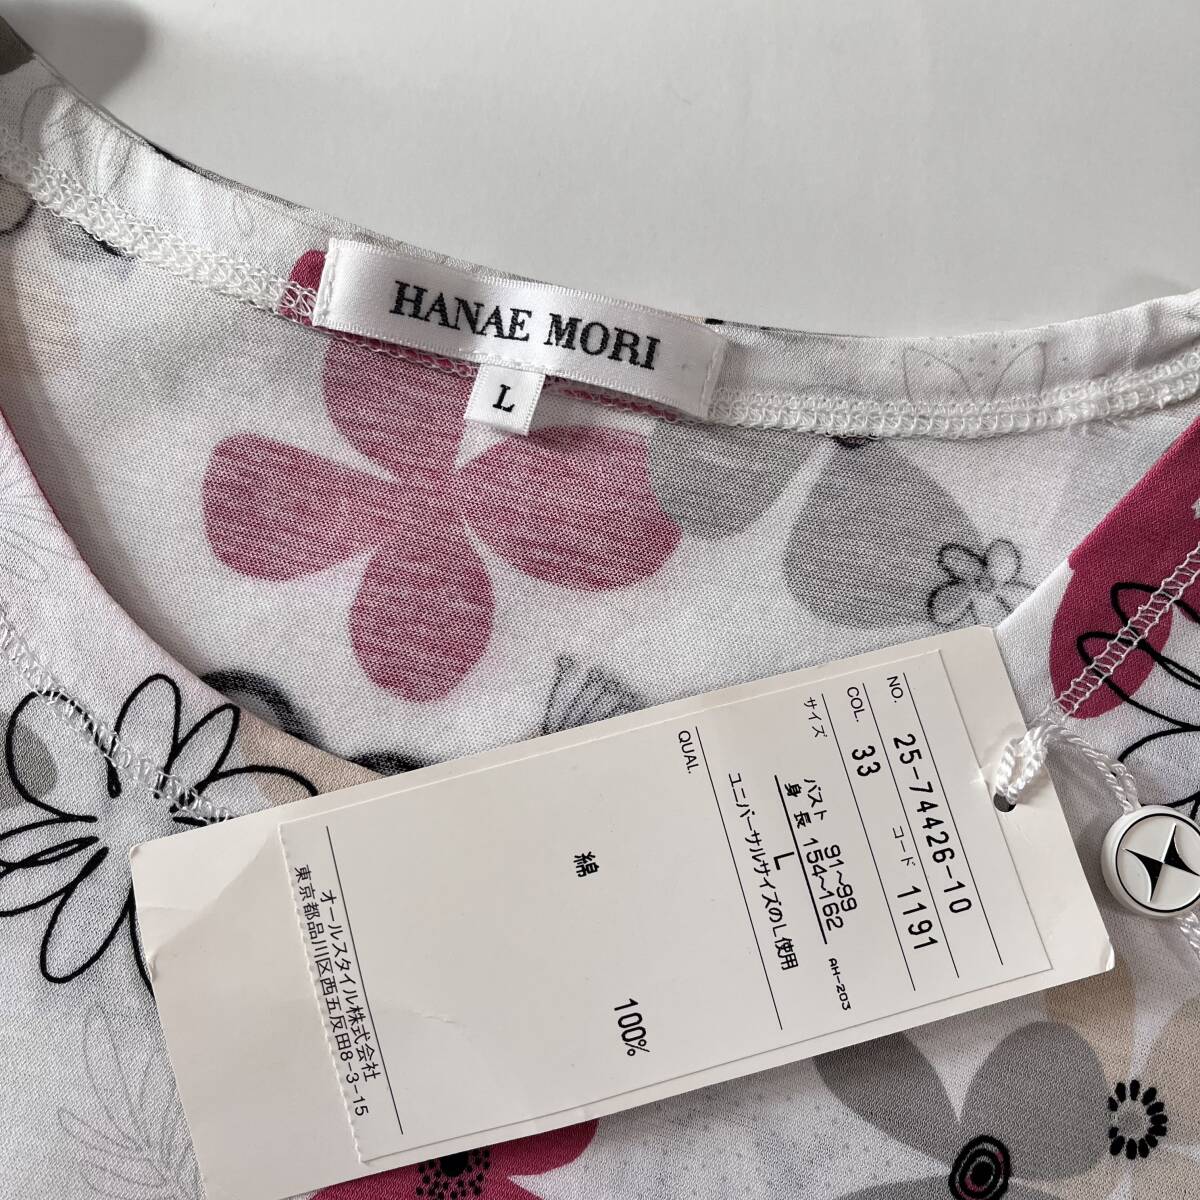 HANAE MORI
L
NO. 25-74426-10
COL. 33 コード 1191
サイズ バスト 91~99
身長 154~162
L
AH-203
ユニバーサルサイズのL使用
QUAL.
綿 100%
オールスタイル株式会社
東京都品川区西五反田8-3-15